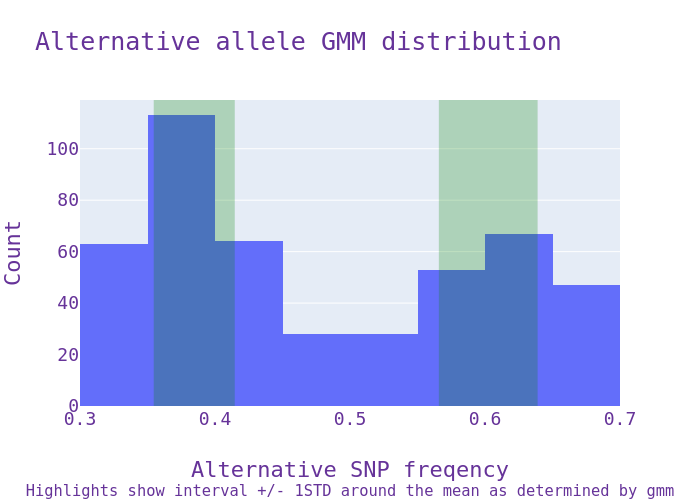 Alternative allele GMM distribution
Count
100
80
60
40
20
0
0.3 0.4 0.5 0.6 0.7
Alternative SNP freqency
Highlights show interval +/- 1STD around the mean as determined by gmm